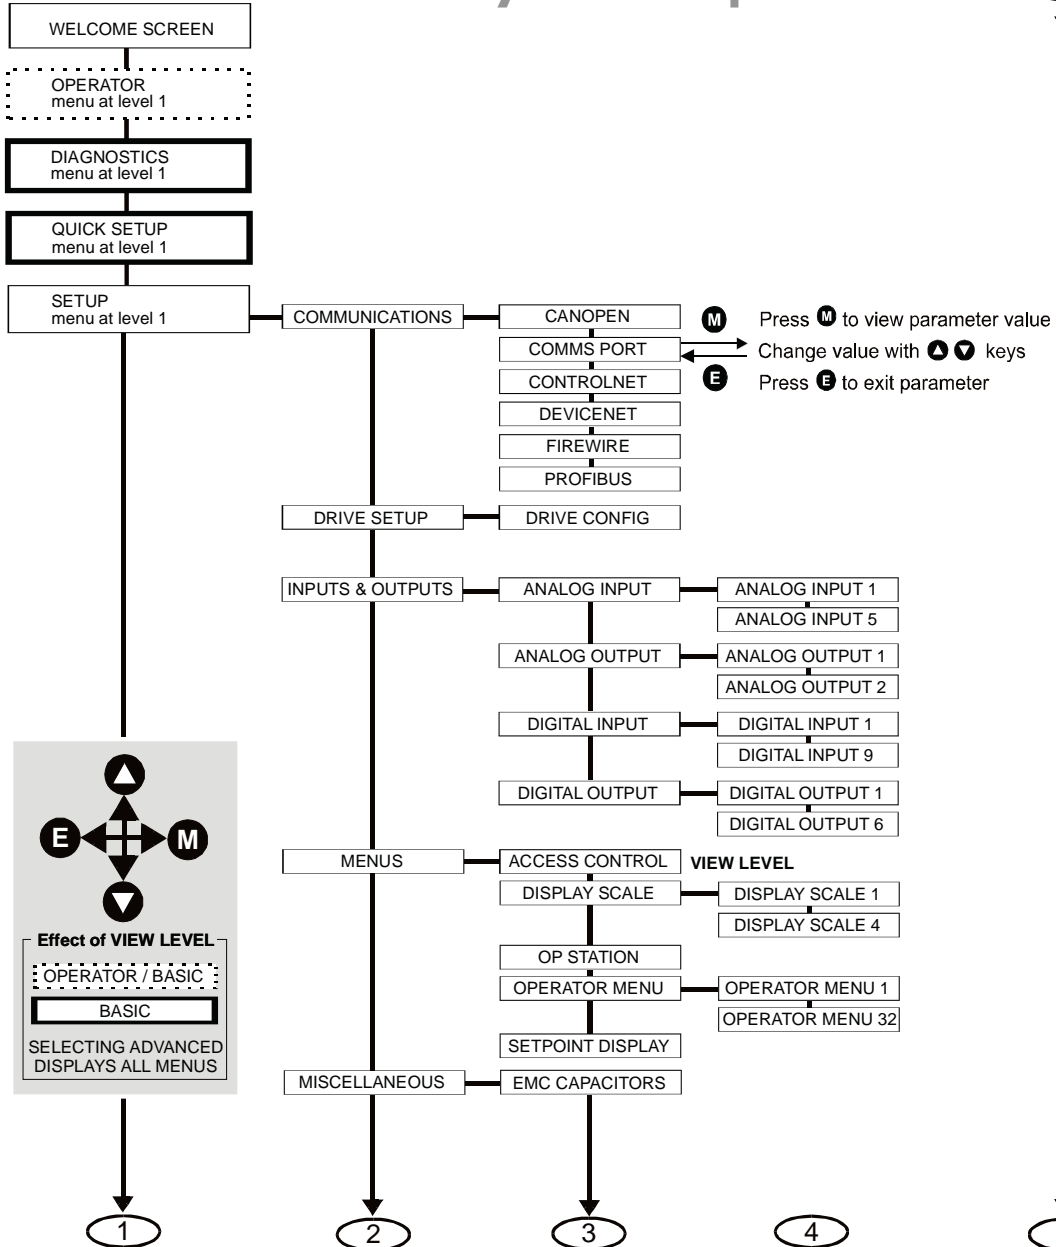 WELCOME SCREEN
OPERATOR
menu at level 1
DIAGNOSTICS
menu at level 1
QUICK SETUP
menu at level 1
SETUP
menu at level 1
COMMUNICATIONS
CANOPEN
M Press M to view parameter value
COMMS PORT
Change value with keys
CONTROLNET
E Press E to exit parameter
DEVICENET
FIREWIRE
PROFIBUS
DRIVE SETUP
DRIVE CONFIG
INPUTS & OUTPUTS
ANALOG INPUT
ANALOG INPUT 1
ANALOG INPUT 5
ANALOG OUTPUT
ANALOG OUTPUT 1
ANALOG OUTPUT 2
DIGITAL INPUT
DIGITAL INPUT 1
DIGITAL INPUT 9
DIGITAL OUTPUT
DIGITAL OUTPUT 1
DIGITAL OUTPUT 6
MENUS
ACCESS CONTROL
VIEW LEVEL
DISPLAY SCALE
DISPLAY SCALE 1
DISPLAY SCALE 4
OP STATION
OPERATOR MENU
OPERATOR MENU 1
OPERATOR MENU 32
SETPOINT DISPLAY
MISCELLANEOUS
EMC CAPACITORS
E
M
Effect of VIEW LEVEL
OPERATOR / BASIC
BASIC
SELECTING ADVANCED
DISPLAYS ALL MENUS
1
2
3
4